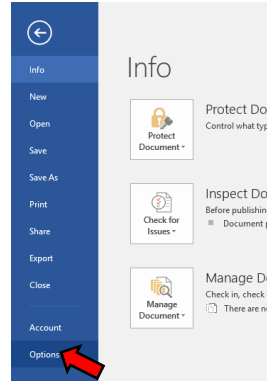 Info
New
Open
Save
Save As
Print
Share
Export
Close
Account
Options
Info
Protect
Document
Protect Do
Control what typ
Check for
Issues
Inspect Do
Before publishin
Document p
Manage
Document
Manage D
Check in, check
There are n